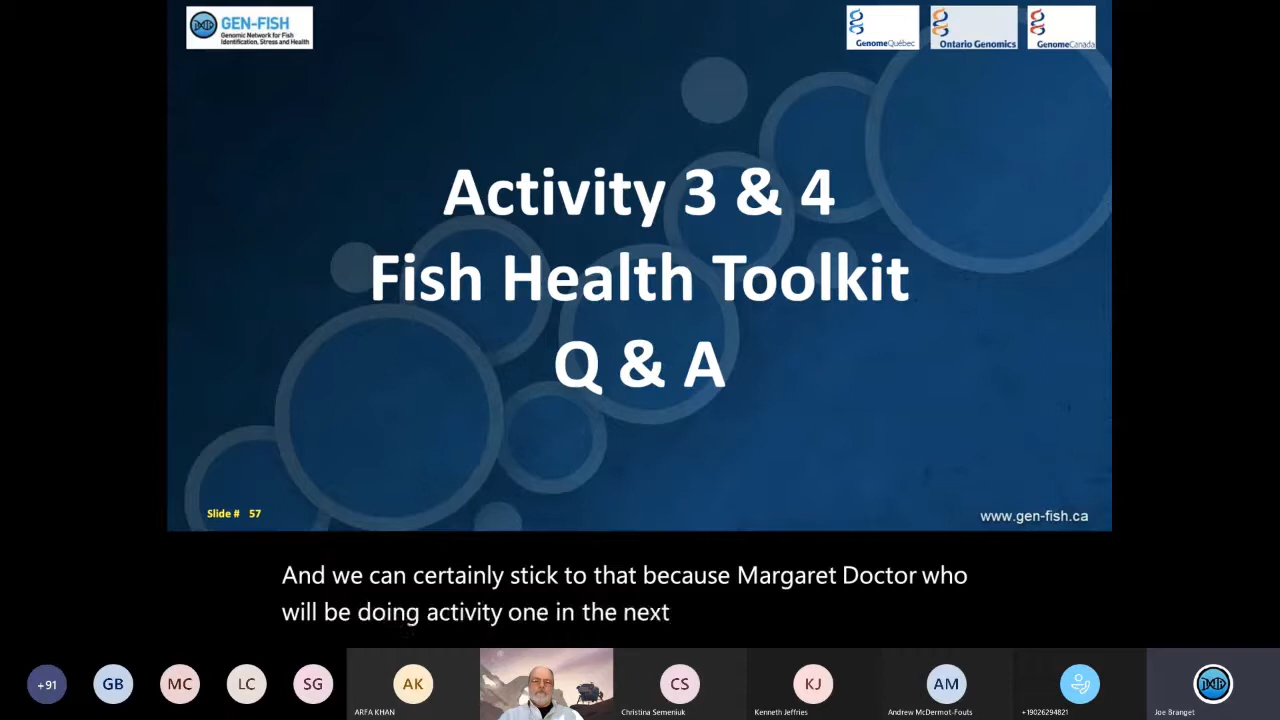 GEN-FISH
Genomic Network for Fish
Identification, Stress and Health
GenomeQuébec
Ontario Genomics
GenomeCanada
Activity 3 & 4
Fish Health Toolkit
Q & A
Slide # 57
www.gen-fish.ca
And we can certainly stick to that because Margaret Doctor who
will be doing activity one in the next
+91
GB
MC
LC
SG
AK
CS
KJ
AM
ARFA KHAN
Christina Semeniuk
Kenneth Jeffries
Andrew McDermot-Fouts
+19026294821
Joe Branget